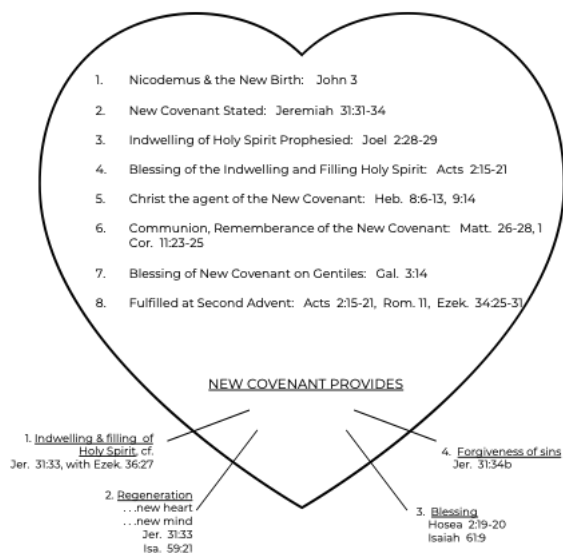 1. Nicodemus & the New Birth: John 3
2. New Covenant Stated: Jeremiah 31:31-34
3. Indwelling of Holy Spirit Prophesied: Joel 2:28-29
4. Blessing of the Indwelling and Filling Holy Spirit: Acts 2:15-21
5. Christ the agent of the New Covenant: Heb. 8:6-13, 9:14
6. Communion, Rememberance of the New Covenant: Matt. 26-28, 1
Cor. 11:23-25
7. Blessing of New Covenant on Gentiles: Gal. 3:14
8. Fulfilled at Second Advent: Acts 2:15-21, Rom. 11, Ezek. 34:25-31
NEW COVENANT PROVIDES
1. Indwelling & filling of
Holy Spirit, cf.
Jer. 31:33, with Ezek. 36:27
2. Regeneration
...new heart
...new mind
Jer. 31:33
Isa. 59:21
3. Blessing
Hosea 2:19-20
Isaiah 61:9
4. Forgiveness of sins
Jer. 31:34b